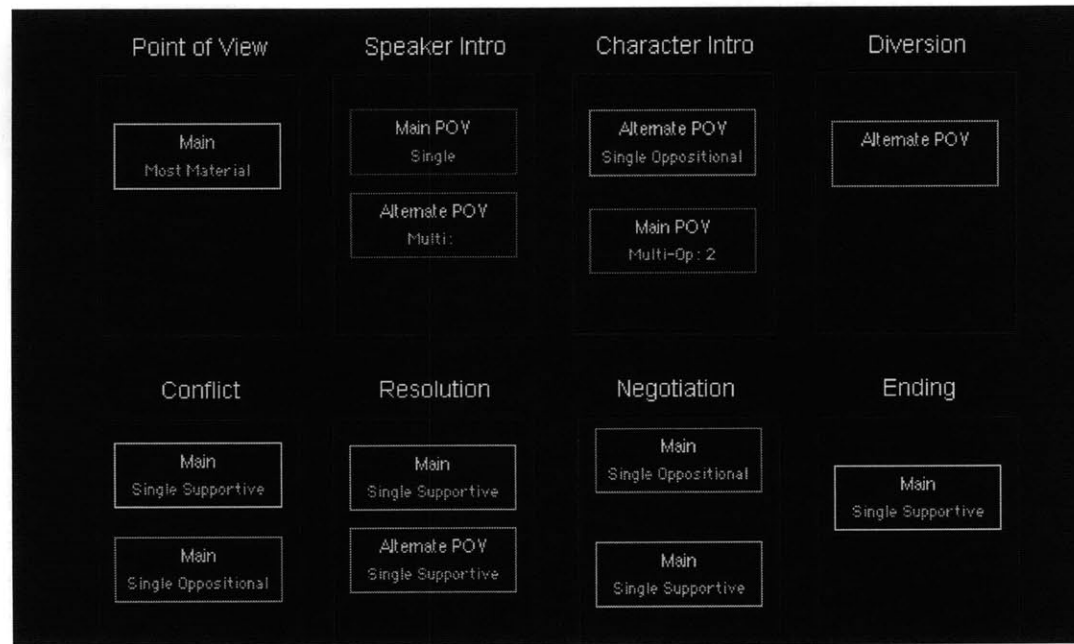 Point of View
Speaker Intro
Character Intro
Diversion
Main
Most Material
Main POV
Single
Alternate POV
Multi:
Alternate POV
Single Oppositional
Main POV
Multi-Op: 2
Alternate POV
Conflict
Resolution
Negotiation
Ending
Main
Single Supportive
Main
Single Oppositional
Main
Single Supportive
Alternate POV
Single Supportive
Main
Single Oppositional
Main
Single Supportive
Main
Single Supportive